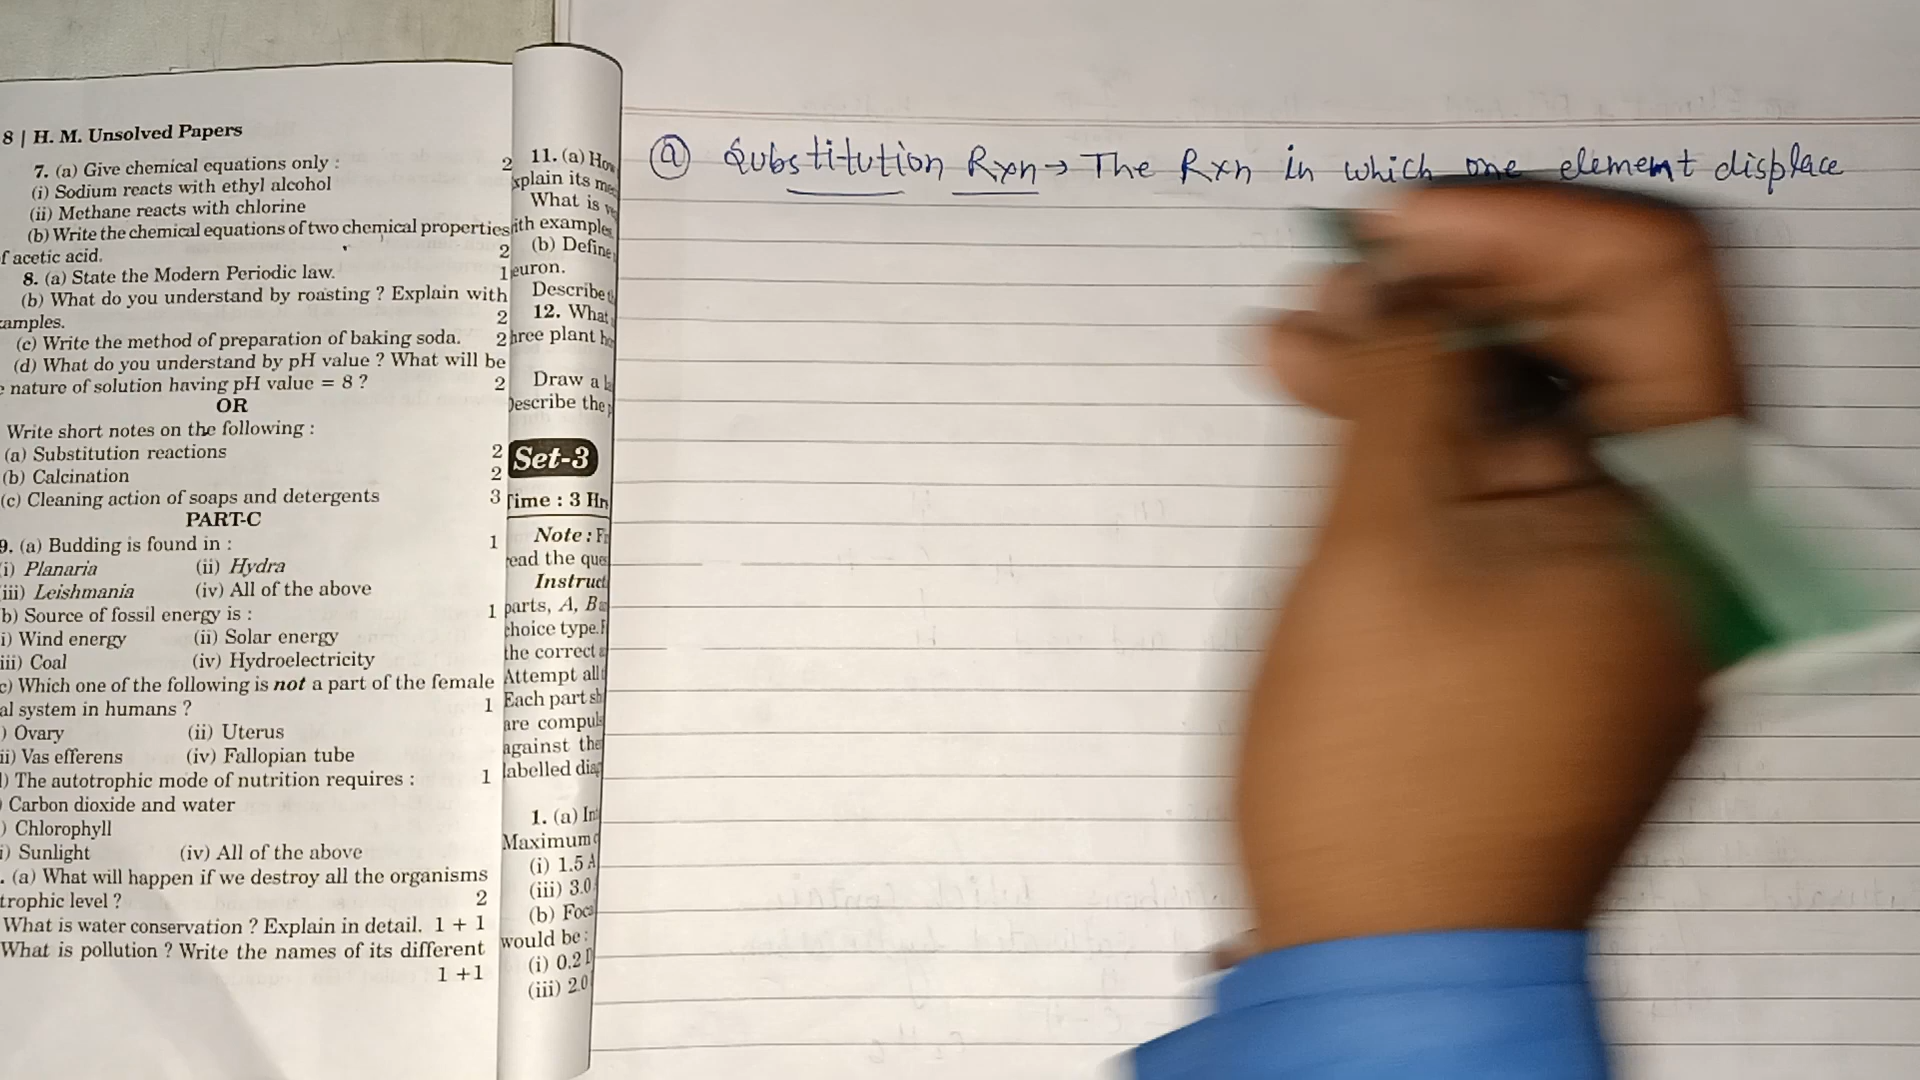 8 | H. M. Unsolved Papers
7. (a) Give chemical equations only : 2
(i) Sodium reacts with ethyl alcohol
(ii) Methane reacts with chlorine
(b) Write the chemical equations of two chemical properties
f acetic acid. 2
8. (a) State the Modern Periodic law. 1
(b) What do you understand by roasting ? Explain with
amples. 2
(c) Write the method of preparation of baking soda. 2
(d) What do you understand by pH value ? What will be
e nature of solution having pH value = 8 ? 2
OR
Write short notes on the following :
(a) Substitution reactions 2
(b) Calcination 2
(c) Cleaning action of soaps and detergents 3
PART-C
9. (a) Budding is found in : 1
i) Planaria (ii) Hydra
iii) Leishmania (iv) All of the above
b) Source of fossil energy is : 1
i) Wind energy (ii) Solar energy
iii) Coal (iv) Hydroelectricity
c) Which one of the following is not a part of the female
al system in humans ? 1
) Ovary (ii) Uterus
ii) Vas efferens (iv) Fallopian tube
l) The autotrophic mode of nutrition requires : 1
) Carbon dioxide and water
) Chlorophyll
i) Sunlight (iv) All of the above
. (a) What will happen if we destroy all the organisms
trophic level ? 2
What is water conservation ? Explain in detail. 1 + 1
What is pollution ? Write the names of its different
1 +1
11. (a) How
xplain its
What is
ith examples
(b) Define
euron.
Describe
12. What
hree plant
Draw a
Describe the
Set-3
Time : 3 Hr
Note :
read the que
Instruct
parts, A, B
choice type.
the correct
Attempt all
Each part sh
are compuls
against the
labelled diag
1. (a) In
Maximum
(i) 1.5 A
(iii) 3.0
(b) Foca
would be :
(i) 0.2 D
(iii) 2.0
(a) Substitution Rxn → The Rxn in which one element displace